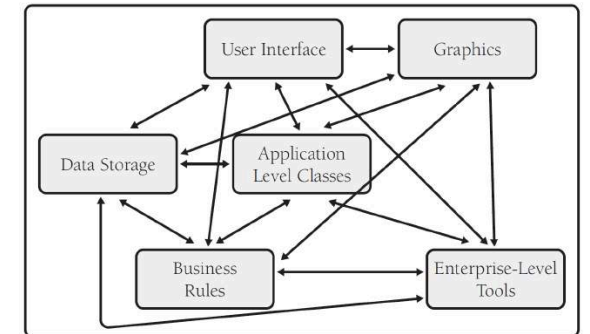 User Interface
Graphics
Data Storage
Application
Level Classes
Business
Rules
Enterprise-Level
Tools